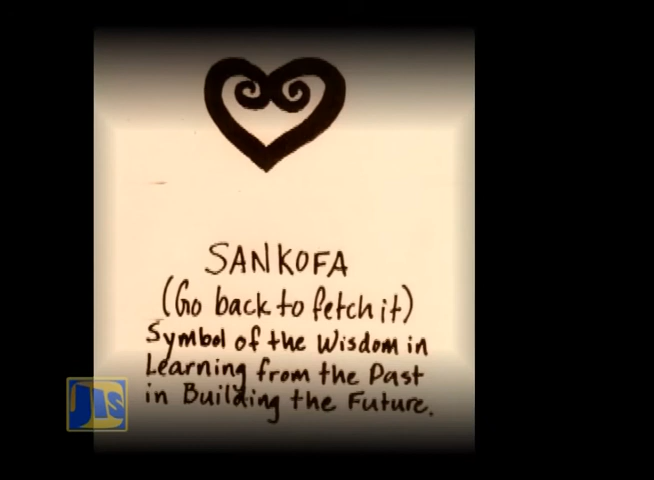 SANKOFA
(Go back to fetch it)
Symbol of the Wisdom in
Learning from the Past
in Building the Future.
JIS